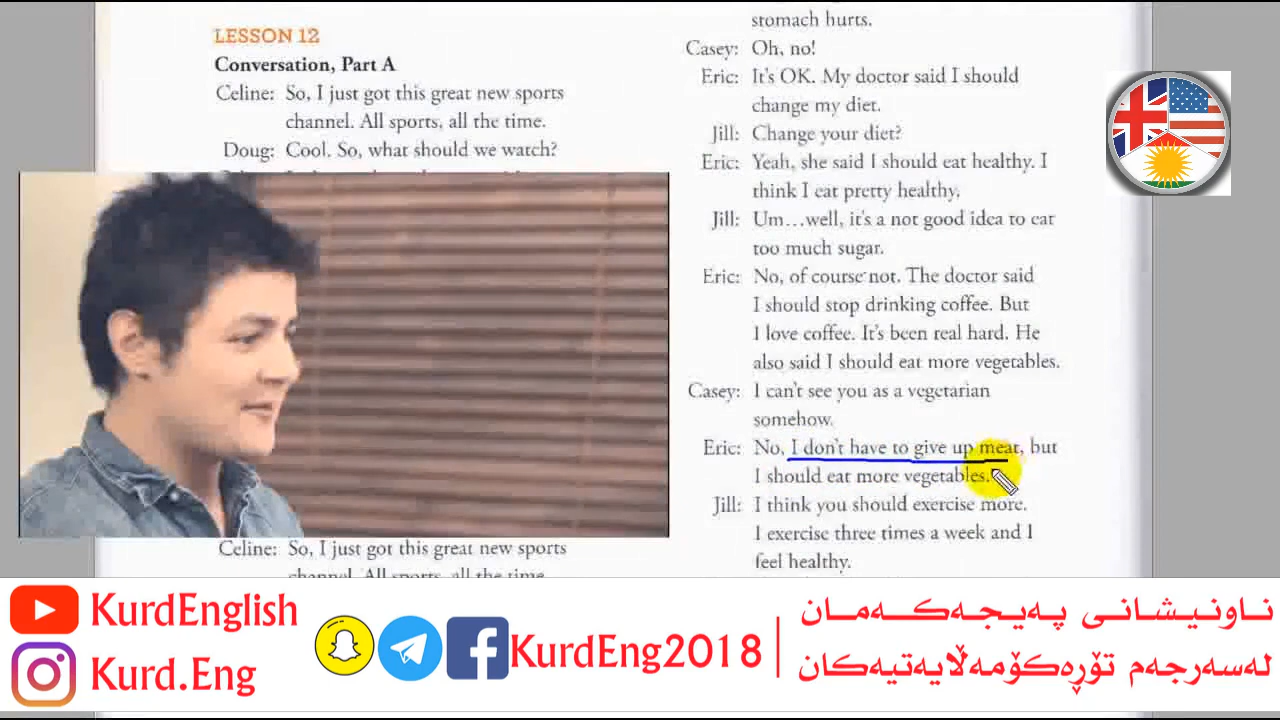 LESSON 12
Conversation, Part A
Celine: So, I just got this great new sports
channel. All sports, all the time.
Doug: Cool. So, what should we watch?
Celine: So, I just got this great new sports
channel. All sports, all the time.
stomach hurts.
Casey: Oh, no!
Eric: It's OK. My doctor said I should
change my diet.
Jill: Change your diet?
Eric: Yeah, she said I should eat healthy. I
think I eat pretty healthy.
Jill: Um…well, it's a not good idea to eat
too much sugar.
Eric: No, of course not. The doctor said
I should stop drinking coffee. But
I love coffee. It's been real hard. He
also said I should eat more vegetables.
Casey: I can't see you as a vegetarian
somehow.
Eric: No, I don't have to give up meat, but
I should eat more vegetables.
Jill: I think you should exercise more.
I exercise three times a week and I
feel healthy.
KurdEnglish
Kurd.Eng
KurdEng2018
ناونیشانی پەیجەکەمان
لەسەرجەم تۆڕەکۆمەڵایەتیەکان